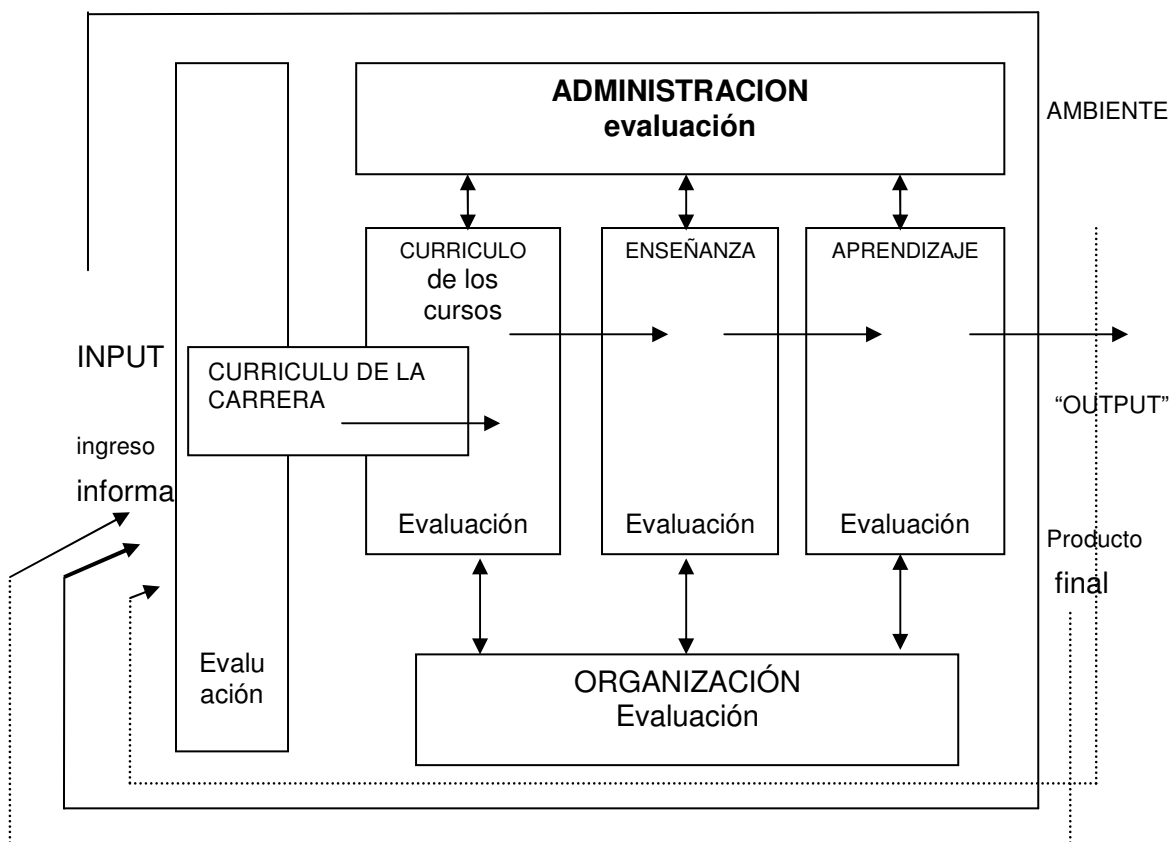 ADMINISTRACION
evaluación
AMBIENTE
CURRICULO
de los
cursos
ENSEÑANZA
APRENDIZAJE
INPUT
CURRICULU DE LA
CARRERA
“OUTPUT”
ingreso
informa
Evaluación
Evaluación
Evaluación
Producto
final
Evalu
ación
ORGANIZACIÓN
Evaluación